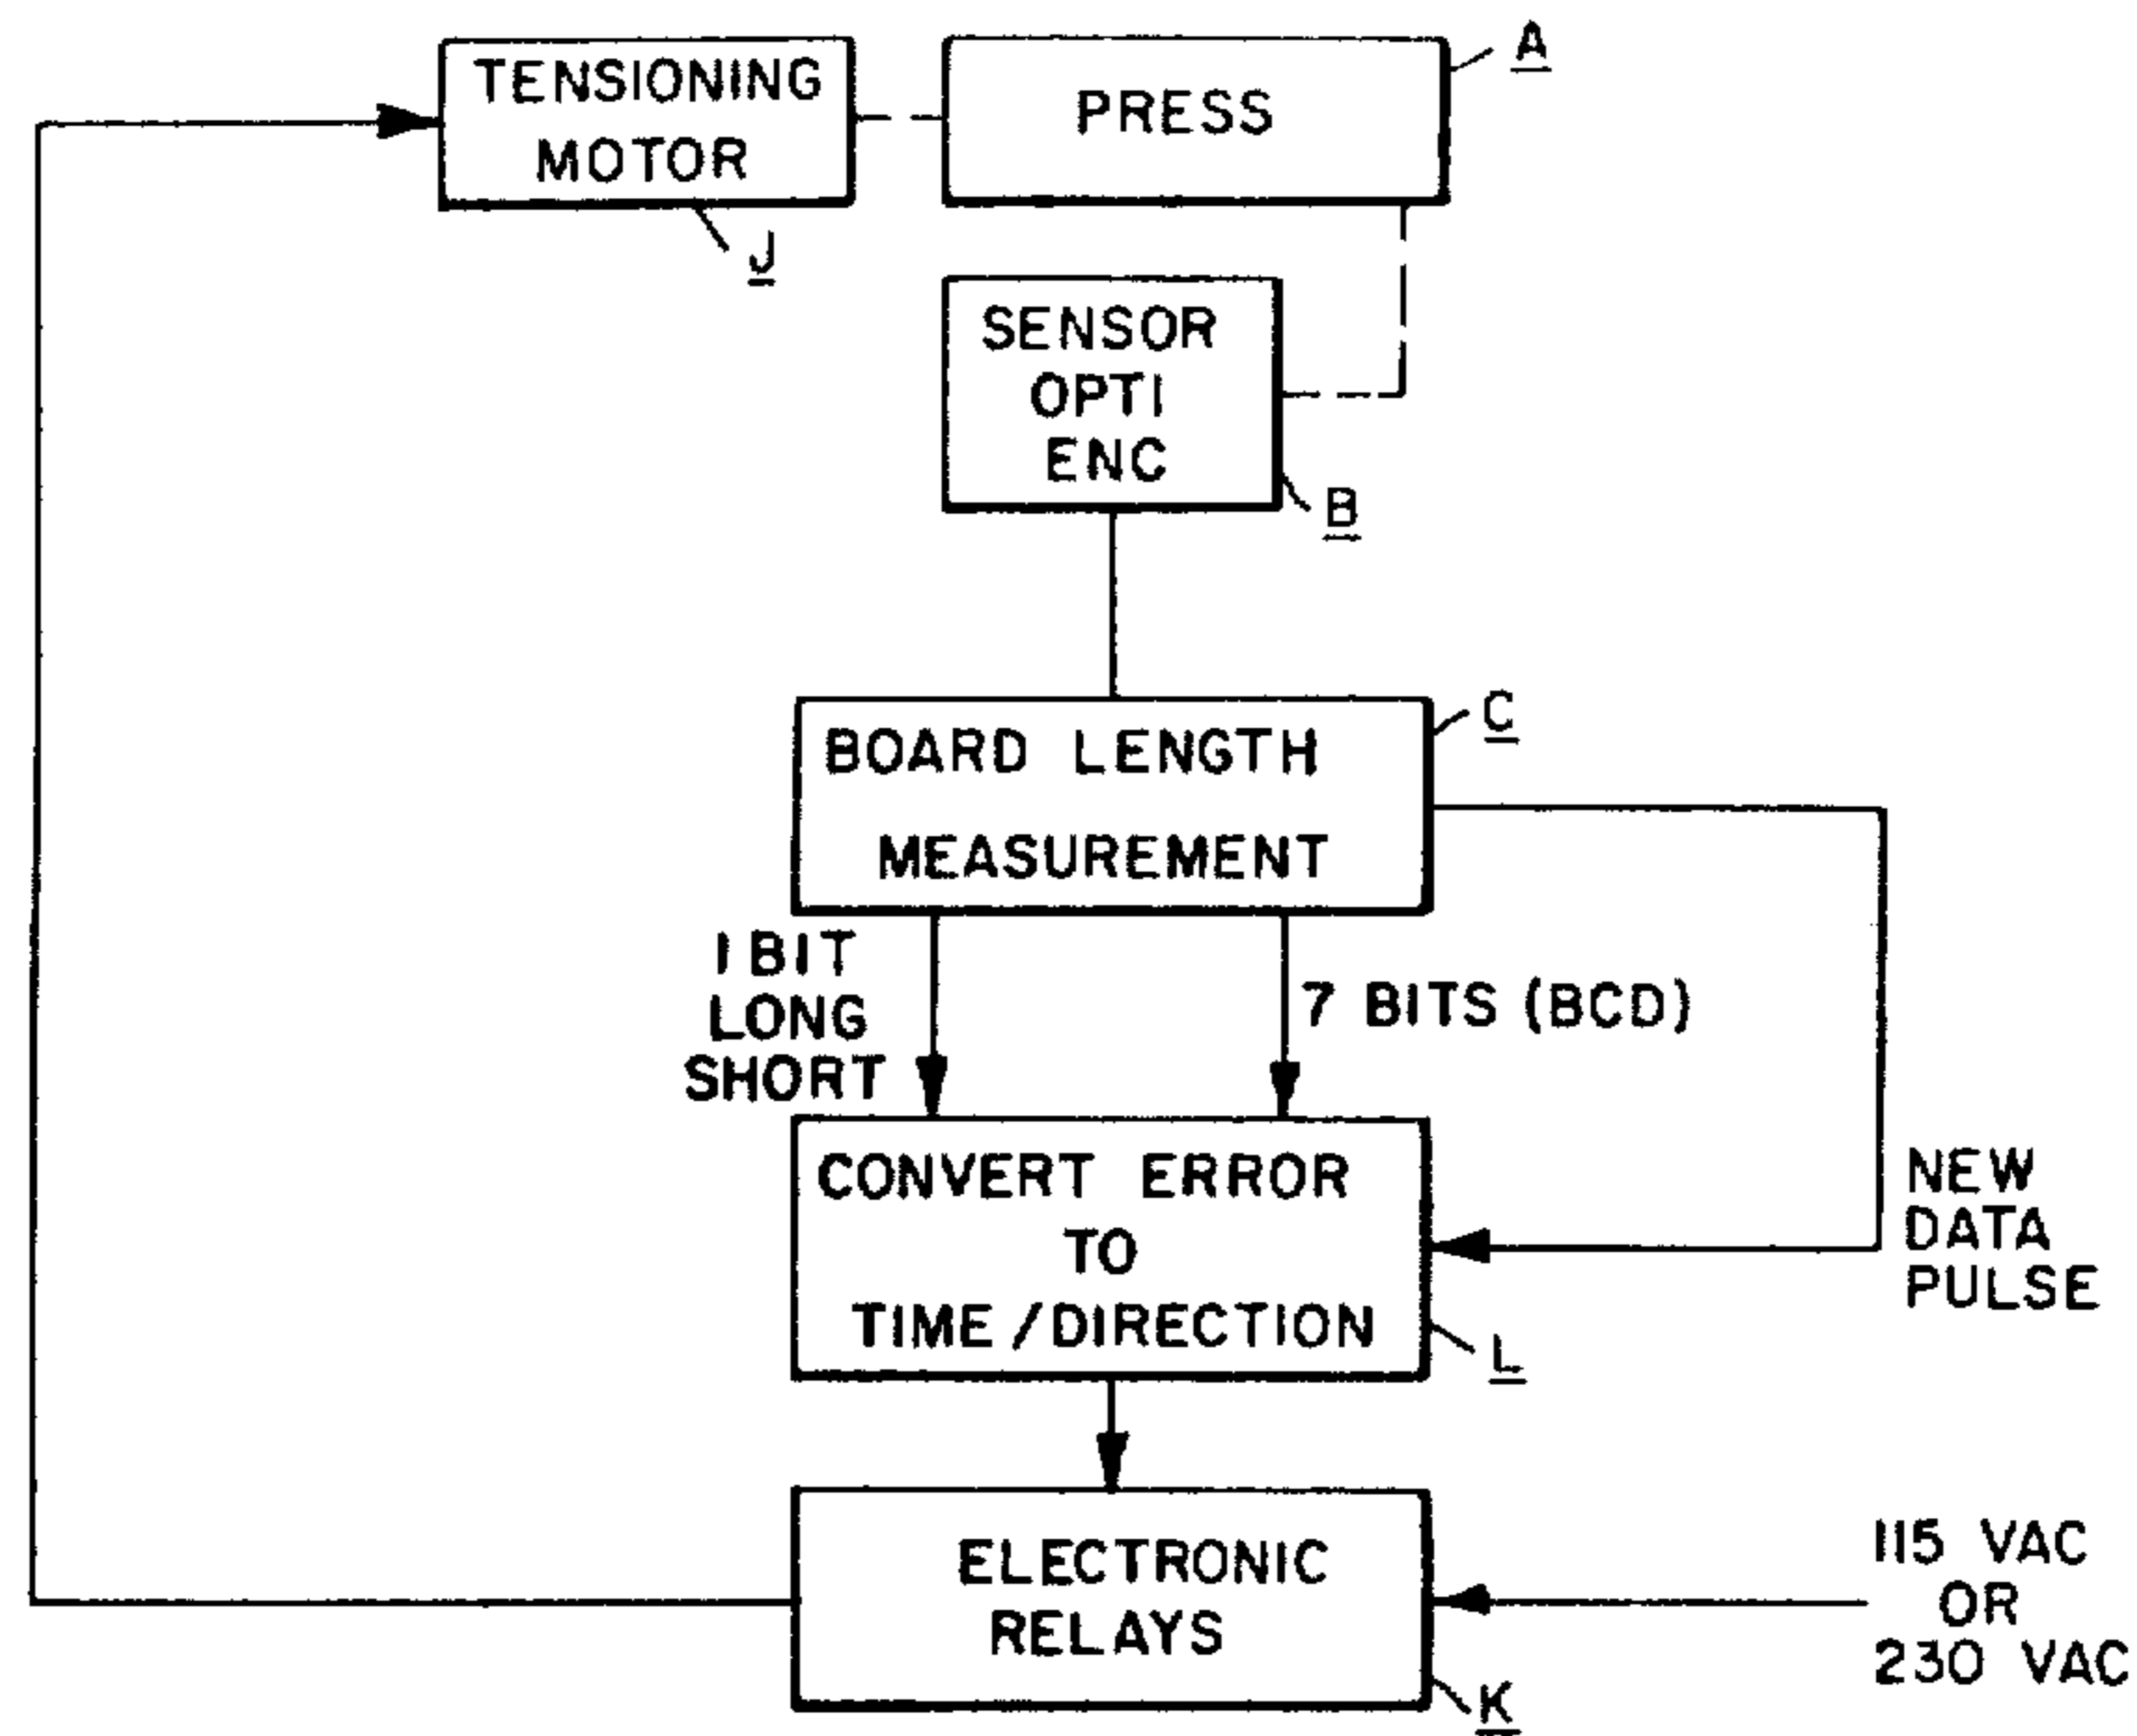 TENSIONING
MOTOR
J
PRESS
A
SENSOR
OPTI
ENC
B
BOARD LENGTH
MEASUREMENT
C
1 BIT
LONG
SHORT
7 BITS (BCD)
CONVERT ERROR
TO
TIME/DIRECTION
L
NEW
DATA
PULSE
ELECTRONIC
RELAYS
K
115 VAC
OR
230 VAC